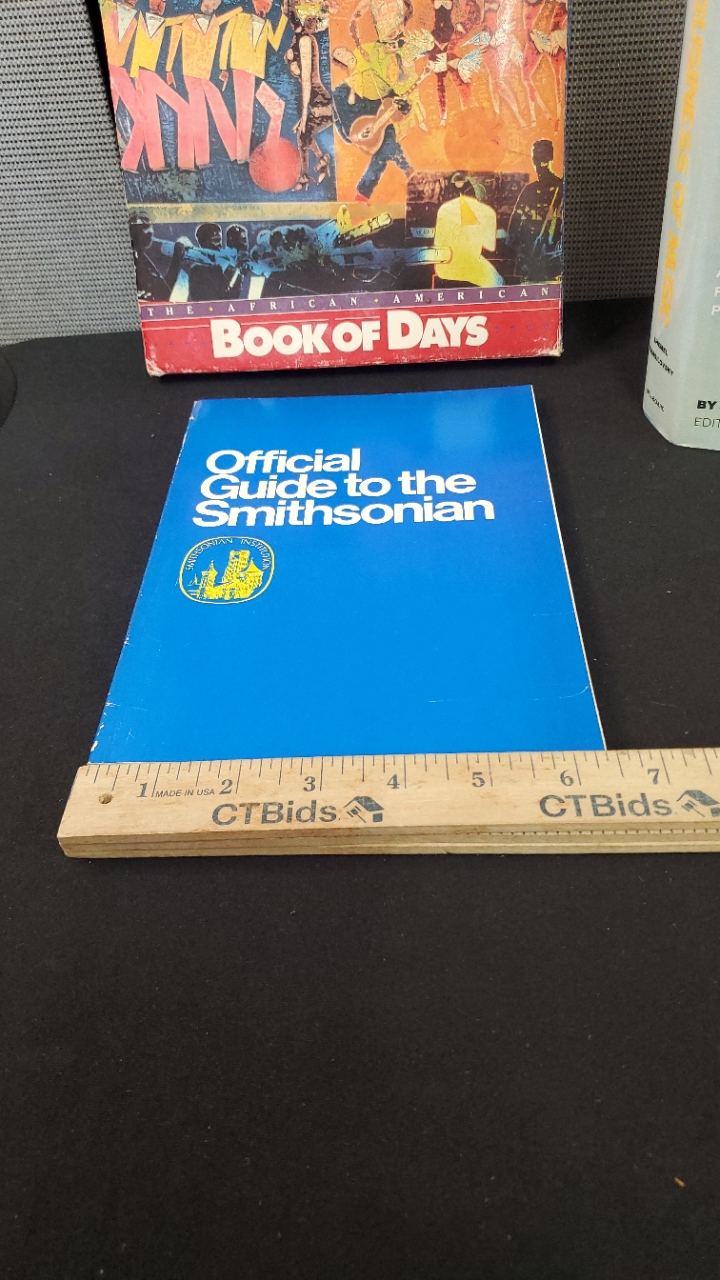 THE • AFRICAN • AMERICAN
BOOK OF DAYS
BY
EDIT
Official
Guide to the
Smithsonian
SMITHSONIAN INSTITUTION
1 MADE IN USA 2 3 4 5 6 7
CTBids CTBids